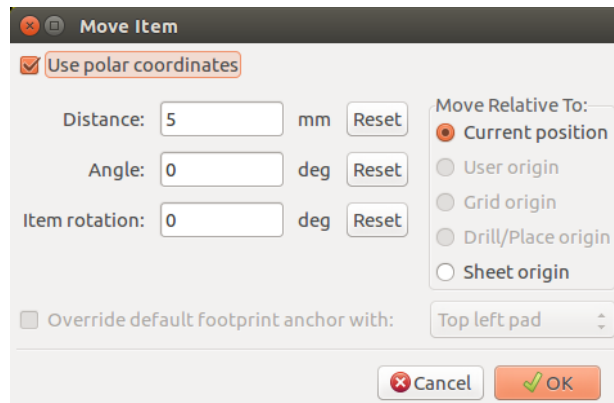 Move Item
Use polar coordinates
Distance: 5 mm Reset
Angle: 0 deg Reset
Item rotation: 0 deg Reset
Move Relative To:
Current position
User origin
Grid origin
Drill/Place origin
Sheet origin
Override default footprint anchor with: Top left pad
Cancel OK